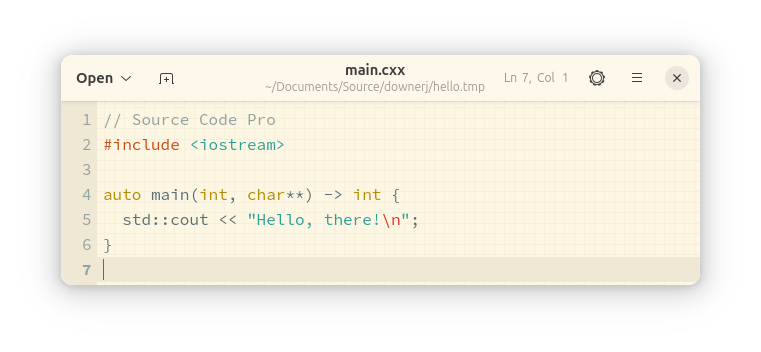 Open
main.cxx
~/Documents/Source/downerj/hello.tmp
Ln 7, Col 1
1 // Source Code Pro
2 #include <iostream>
3
4 auto main(int, char**) -> int {
5   std::cout << "Hello, there!\n";
6 }
7